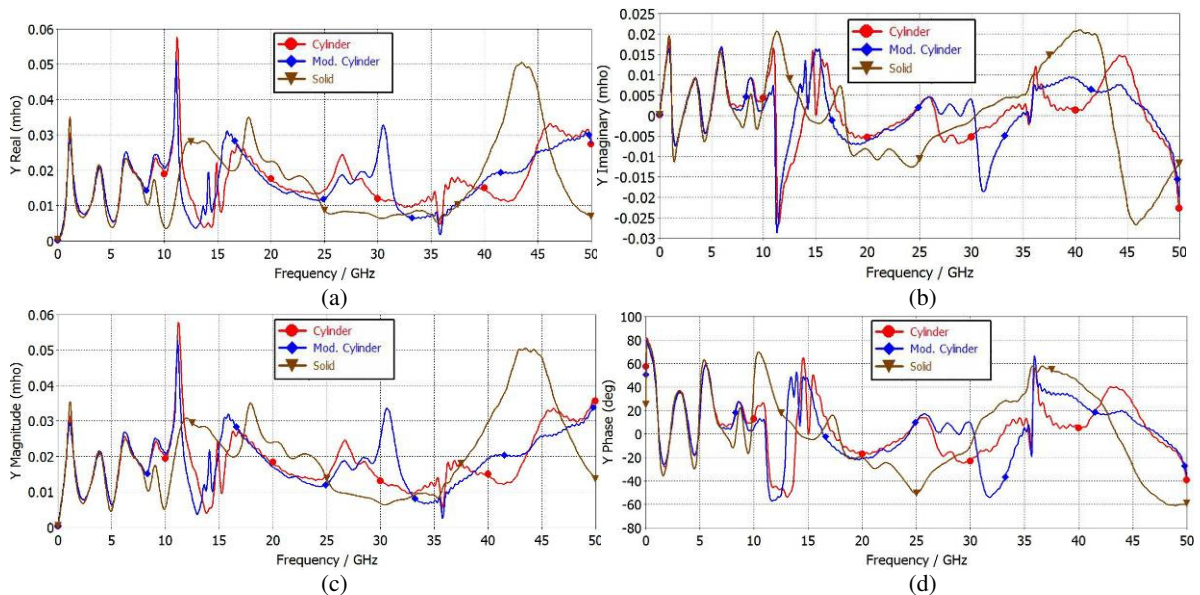 0.06
0.05
0.04
0.03
0.02
0.01
0
Y Real (mho)
Cylinder
Mod. Cylinder
Solid
0 5 10 15 20 25 30 35 40 45 50
Frequency / GHz
(a)
0.025
0.02
0.015
0.01
0.005
0
-0.005
-0.01
-0.015
-0.02
-0.025
-0.03
Y Imaginary (mho)
Cylinder
Mod. Cylinder
Solid
0 5 10 15 20 25 30 35 40 45 50
Frequency / GHz
(b)
0.06
0.05
0.04
0.03
0.02
0.01
0
Y Magnitude (mho)
Cylinder
Mod. Cylinder
Solid
0 5 10 15 20 25 30 35 40 45 50
Frequency / GHz
(c)
100
80
60
40
20
0
-20
-40
-60
-80
Y Phase (deg)
Cylinder
Mod. Cylinder
Solid
0 5 10 15 20 25 30 35 40 45 50
Frequency / GHz
(d)